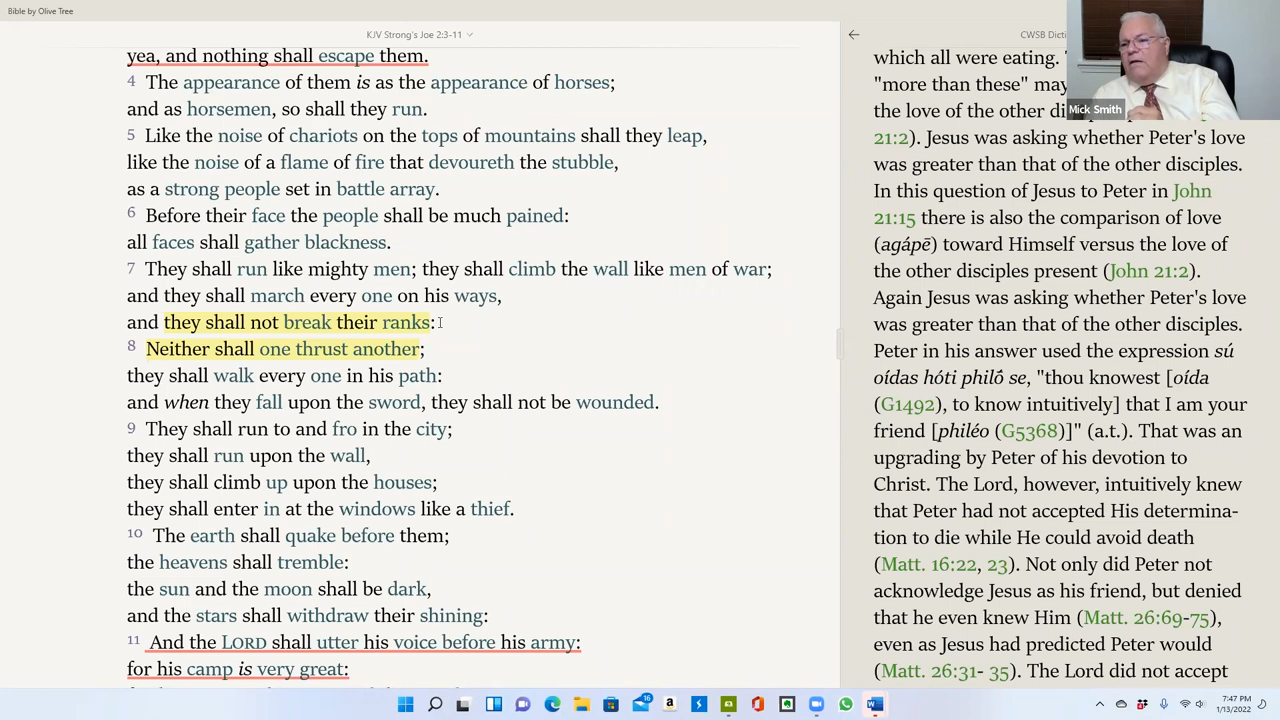 Bible by Olive Tree
KJV Strong's Joe 2:3-11
yea, and nothing shall escape them.
4 The appearance of them is as the appearance of horses;
and as horsemen, so shall they run.
5 Like the noise of chariots on the tops of mountains shall they leap,
like the noise of a flame of fire that devoureth the stubble,
as a strong people set in battle array.
6 Before their face the people shall be much pained:
all faces shall gather blackness.
7 They shall run like mighty men; they shall climb the wall like men of war;
and they shall march every one on his ways,
and they shall not break their ranks:
8 Neither shall one thrust another;
they shall walk every one in his path:
and when they fall upon the sword, they shall not be wounded.
9 They shall run to and fro in the city;
they shall run upon the wall,
they shall climb up upon the houses;
they shall enter in at the windows like a thief.
10 The earth shall quake before them;
the heavens shall tremble:
the sun and the moon shall be dark,
and the stars shall withdraw their shining:
11 And the LORD shall utter his voice before his army:
for his camp is very great:
CWSB Dicti
which all were eating.
"more than these" may
the love of the other di
Mick Smith
21:2). Jesus was asking whether Peter's love
was greater than that of the other disciples.
In this question of Jesus to Peter in John
21:15 there is also the comparison of love
(agápē) toward Himself versus the love of
the other disciples present (John 21:2).
Again Jesus was asking whether Peter's love
was greater than that of the other disciples.
Peter in his answer used the expression sú
oídas hóti philṓ se, "thou knowest [oída
(G1492), to know intuitively] that I am your
friend [philéo (G5368)]" (a.t.). That was an
upgrading by Peter of his devotion to
Christ. The Lord, however, intuitively knew
that Peter had not accepted His determina-
tion to die while He could avoid death
(Matt. 16:22, 23). Not only did Peter not
acknowledge Jesus as his friend, but denied
that he even knew Him (Matt. 26:69-75),
even as Jesus had predicted Peter would
(Matt. 26:31- 35). The Lord did not accept
16
7:47 PM
1/13/2022